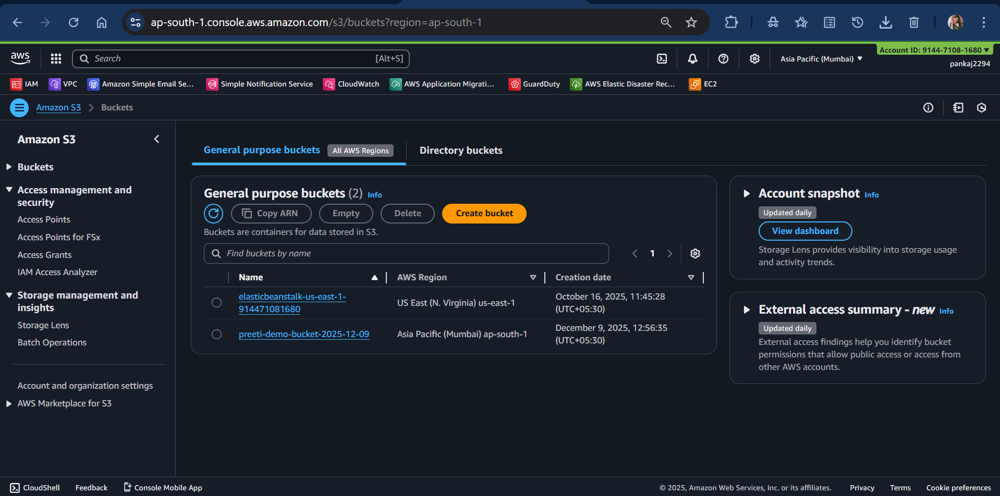 ap-south-1.console.aws.amazon.com/s3/buckets?region=ap-south-1
aws
Search
[Alt+S]
Asia Pacific (Mumbai)
Account ID: 9144-7108-1680
pankaj2294
IAM
VPC
Amazon Simple Email Se...
Simple Notification Service
CloudWatch
AWS Application Migrati...
GuardDuty
AWS Elastic Disaster Rec...
EC2
Amazon S3
Buckets
Amazon S3
Buckets
Access management and
security
Access Points
Access Points for FSx
Access Grants
IAM Access Analyzer
Storage management and
insights
Storage Lens
Batch Operations
Account and organization settings
AWS Marketplace for S3
General purpose buckets
All AWS Regions
Directory buckets
General purpose buckets (2) Info
Copy ARN
Empty
Delete
Create bucket
Buckets are containers for data stored in S3.
Find buckets by name
1
Name
AWS Region
Creation date
elasticbeanstalk-us-east-1-
914471081680
US East (N. Virginia) us-east-1
October 16, 2025, 11:45:28
(UTC+05:30)
preeti-demo-bucket-2025-12-09
Asia Pacific (Mumbai) ap-south-1
December 9, 2025, 12:56:35
(UTC+05:30)
Account snapshot Info
Updated daily
View dashboard
Storage Lens provides visibility into storage usage
and activity trends.
External access summary - new Info
Updated daily
External access findings help you identify bucket
permissions that allow public access or access from
other AWS accounts.
CloudShell
Feedback
Console Mobile App
© 2025, Amazon Web Services, Inc. or its affiliates.
Privacy
Terms
Cookie preferences